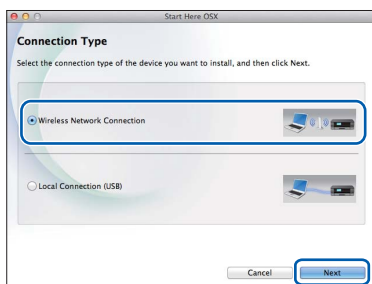 Start Here OSX
Connection Type
Select the connection type of the device you want to install, and then click Next.
Wireless Network Connection
Local Connection (USB)
Cancel
Next